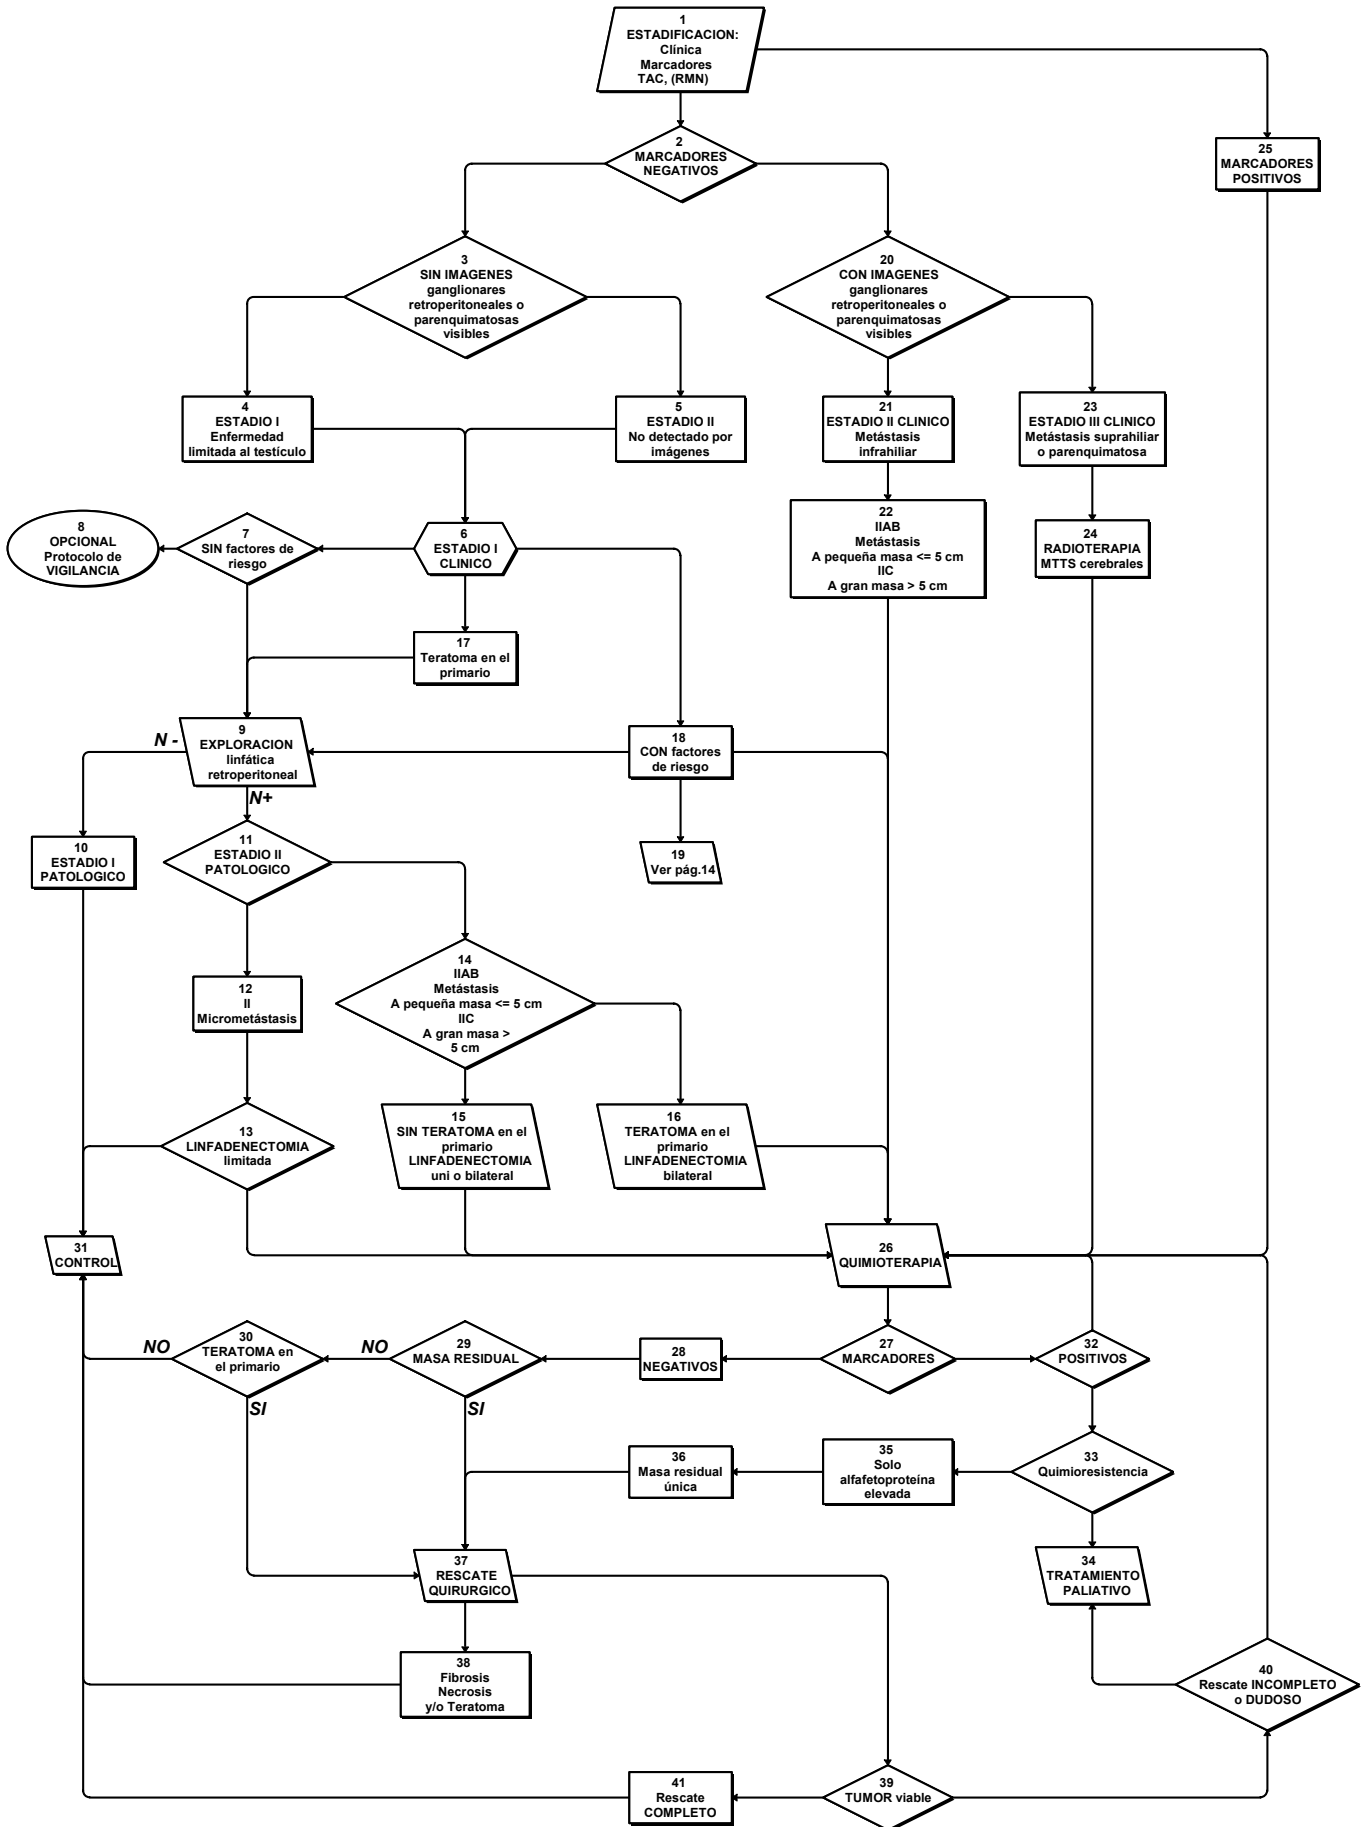 1
ESTADIFICACION:
Clínica
Marcadores
TAC, (RMN)
2
MARCADORES
NEGATIVOS
25
MARCADORES
POSITIVOS
3
SIN IMAGENES
ganglionares
retroperitoneales o
parenquimatosas
visibles
20
CON IMAGENES
ganglionares
retroperitoneales o
parenquimatosas
visibles
4
ESTADIO I
Enfermedad
limitada al testículo
5
ESTADIO II
No detectado por
imágenes
21
ESTADIO II CLINICO
Metástasis
infrahiliar
23
ESTADIO III CLINICO
Metástasis suprahiliar
o parenquimatosa
8
OPCIONAL
Protocolo de
VIGILANCIA
7
SIN factores de
riesgo
6
ESTADIO I
CLINICO
22
IIAB
Metástasis
A pequeña masa <= 5 cm
IIC
A gran masa > 5 cm
24
RADIOTERAPIA
MTTS cerebrales
17
Teratoma en el
primario
N -
9
EXPLORACION
linfática
retroperitoneal
N+
18
CON factores
de riesgo
10
ESTADIO I
PATOLOGICO
11
ESTADIO II
PATOLOGICO
19
Ver pág.14
12
II
Micrometástasis
14
IIAB
Metástasis
A pequeña masa <= 5 cm
IIC
A gran masa >
5 cm
13
LINFADENECTOMIA
limitada
15
SIN TERATOMA en el
primario
LINFADENECTOMIA
uni o bilateral
16
TERATOMA en el
primario
LINFADENECTOMIA
bilateral
31
CONTROL
26
QUIMIOTERAPIA
NO
30
TERATOMA en
el primario
SI
NO
29
MASA RESIDUAL
SI
28
NEGATIVOS
27
MARCADORES
32
POSITIVOS
36
Masa residual
única
35
Solo
alfafetoproteína
elevada
33
Quimioresistencia
37
RESCATE
QUIRURGICO
34
TRATAMIENTO
PALIATIVO
38
Fibrosis
Necrosis
y/o Teratoma
40
Rescate INCOMPLETO
o DUDOSO
41
Rescate
COMPLETO
39
TUMOR viable